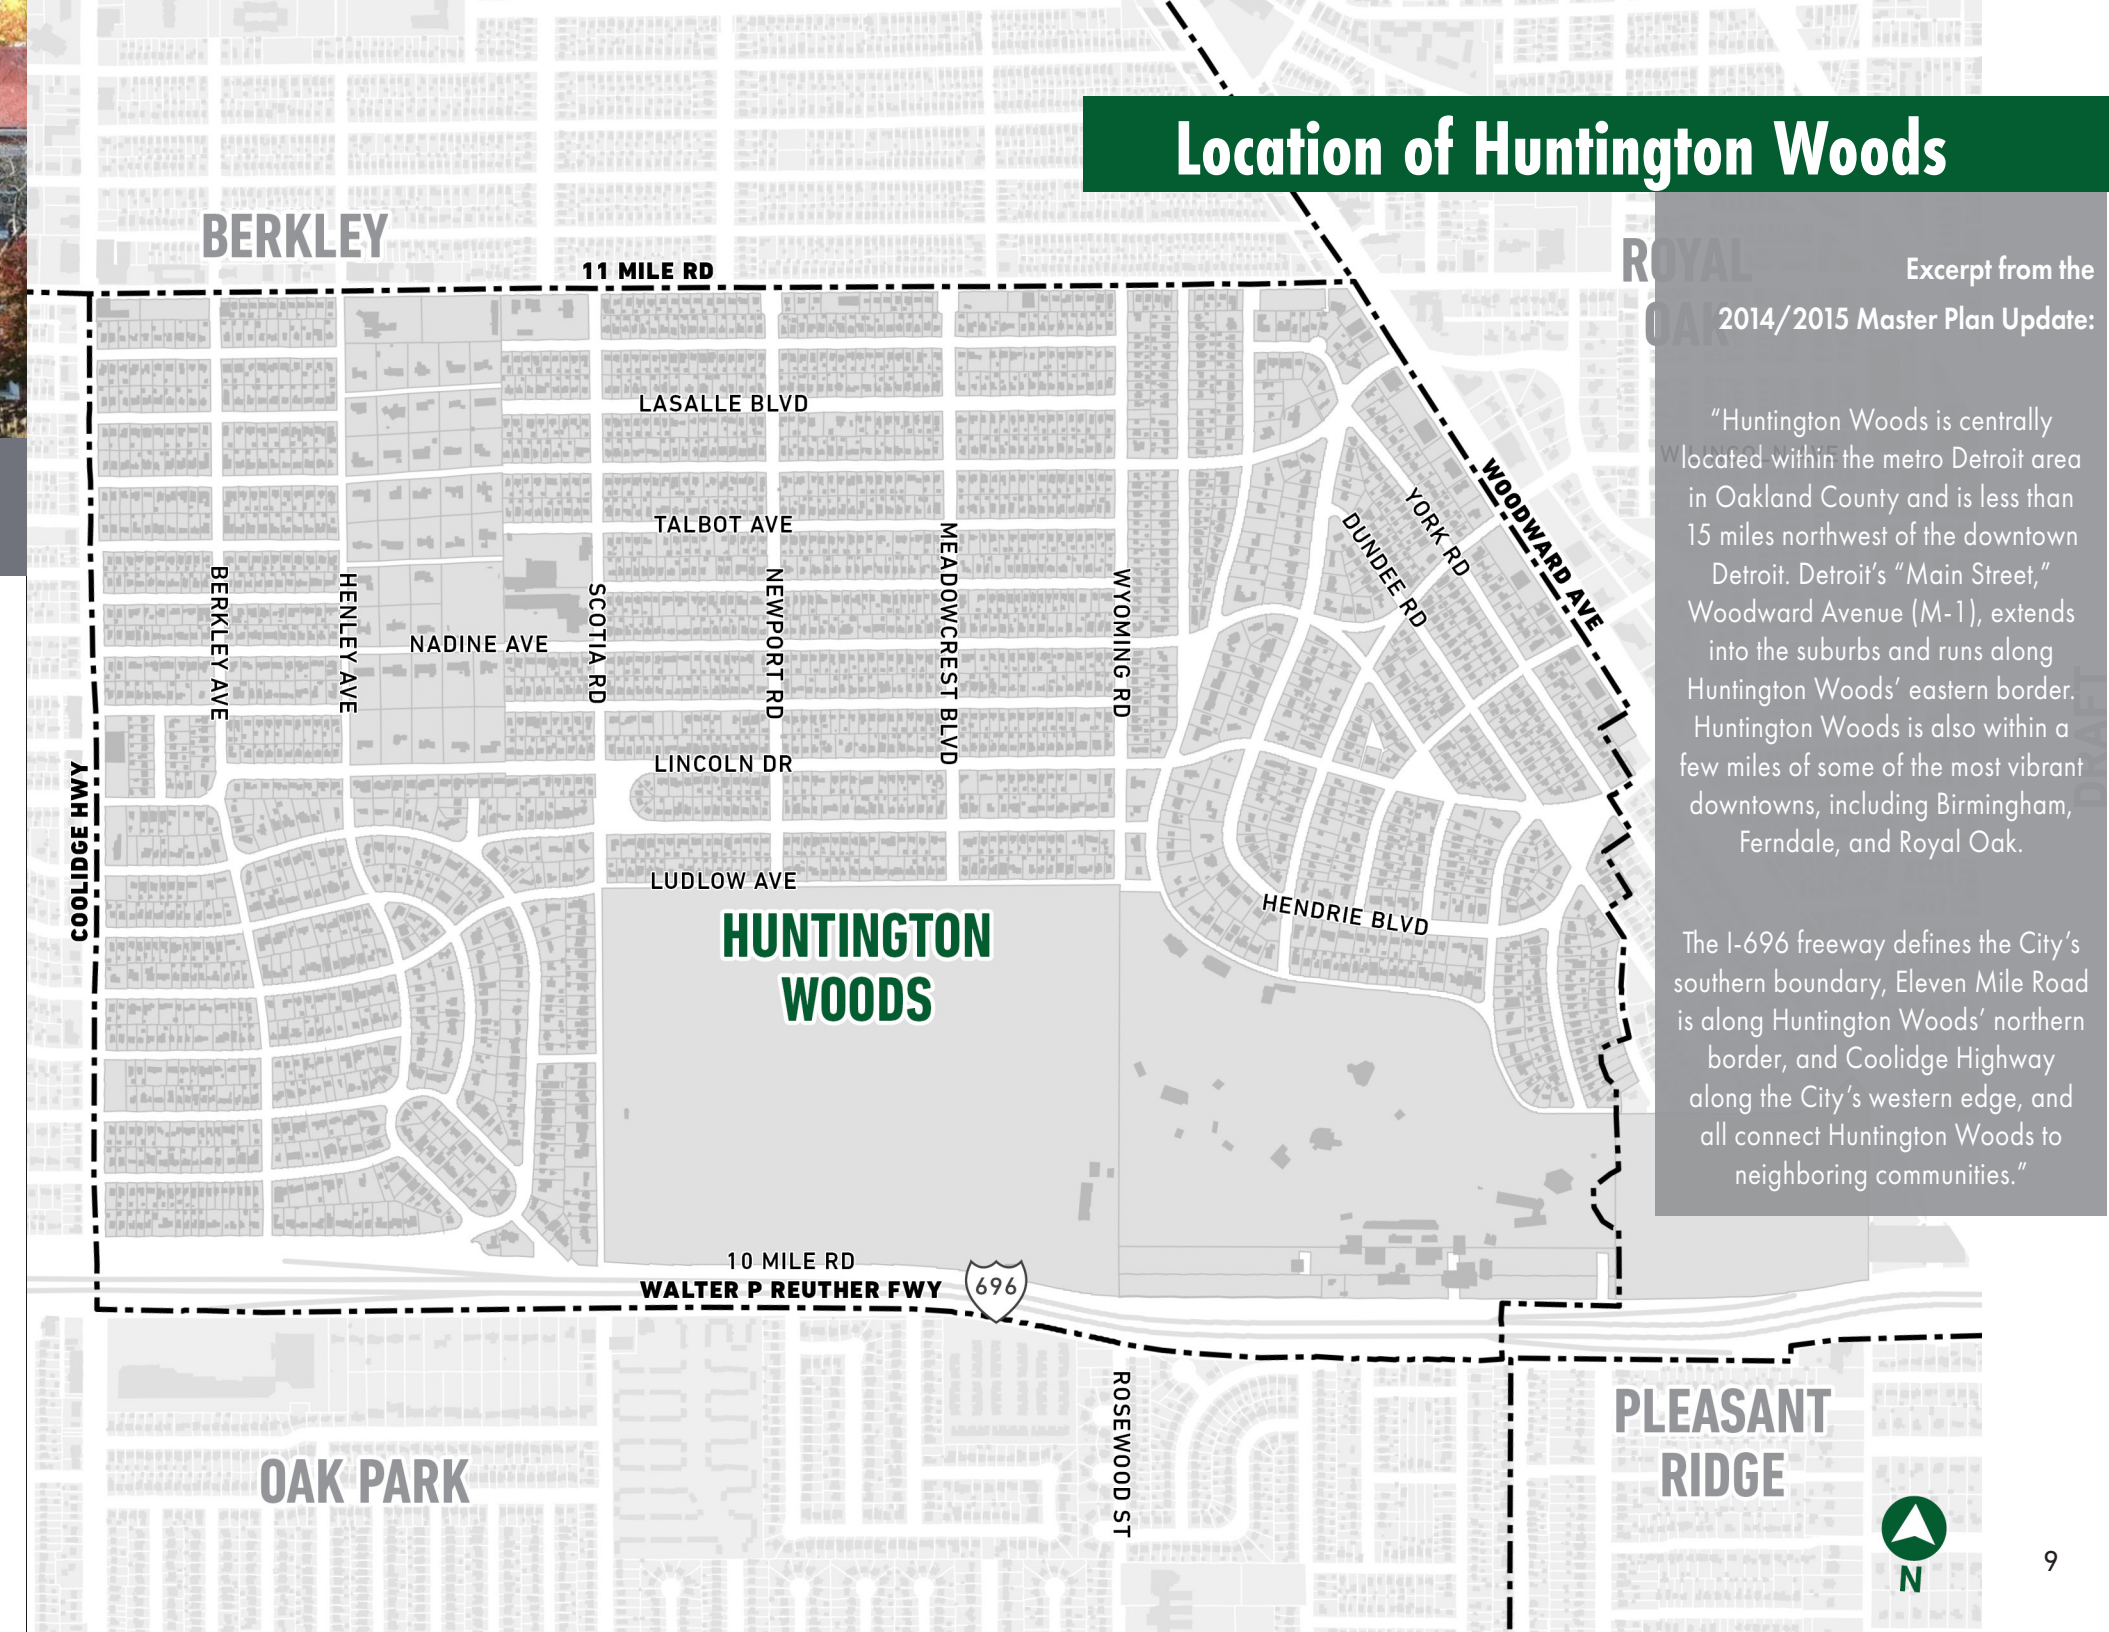 Location of Huntington Woods
BERKLEY
11 MILE RD
ROYAL
OAK
Excerpt from the
2014/2015 Master Plan Update:
“Huntington Woods is centrally
located within the metro Detroit area
in Oakland County and is less than
15 miles northwest of the downtown
Detroit. Detroit’s “Main Street,”
Woodward Avenue (M-1), extends
into the suburbs and runs along
Huntington Woods’ eastern border.
Huntington Woods is also within a
few miles of some of the most vibrant
downtowns, including Birmingham,
Ferndale, and Royal Oak.
The I-696 freeway defines the City’s
southern boundary, Eleven Mile Road
is along Huntington Woods’ northern
border, and Coolidge Highway
along the City’s western edge, and
all connect Huntington Woods to
neighboring communities.”
W LINCOLN AVE
DRAFT
LASALLE BLVD
TALBOT AVE
NADINE AVE
LINCOLN DR
LUDLOW AVE
BERKLEY AVE
HENLEY AVE
SCOTIA RD
NEWPORT RD
MEADOWCREST BLVD
WYOMING RD
DUNDEE RD
YORK RD
WOODWARD AVE
COOLIDGE HWY
HENDRIE BLVD
HUNTINGTON
WOODS
10 MILE RD
WALTER P REUTHER FWY
696
ROSEWOOD ST
OAK PARK
PLEASANT
RIDGE
N
9